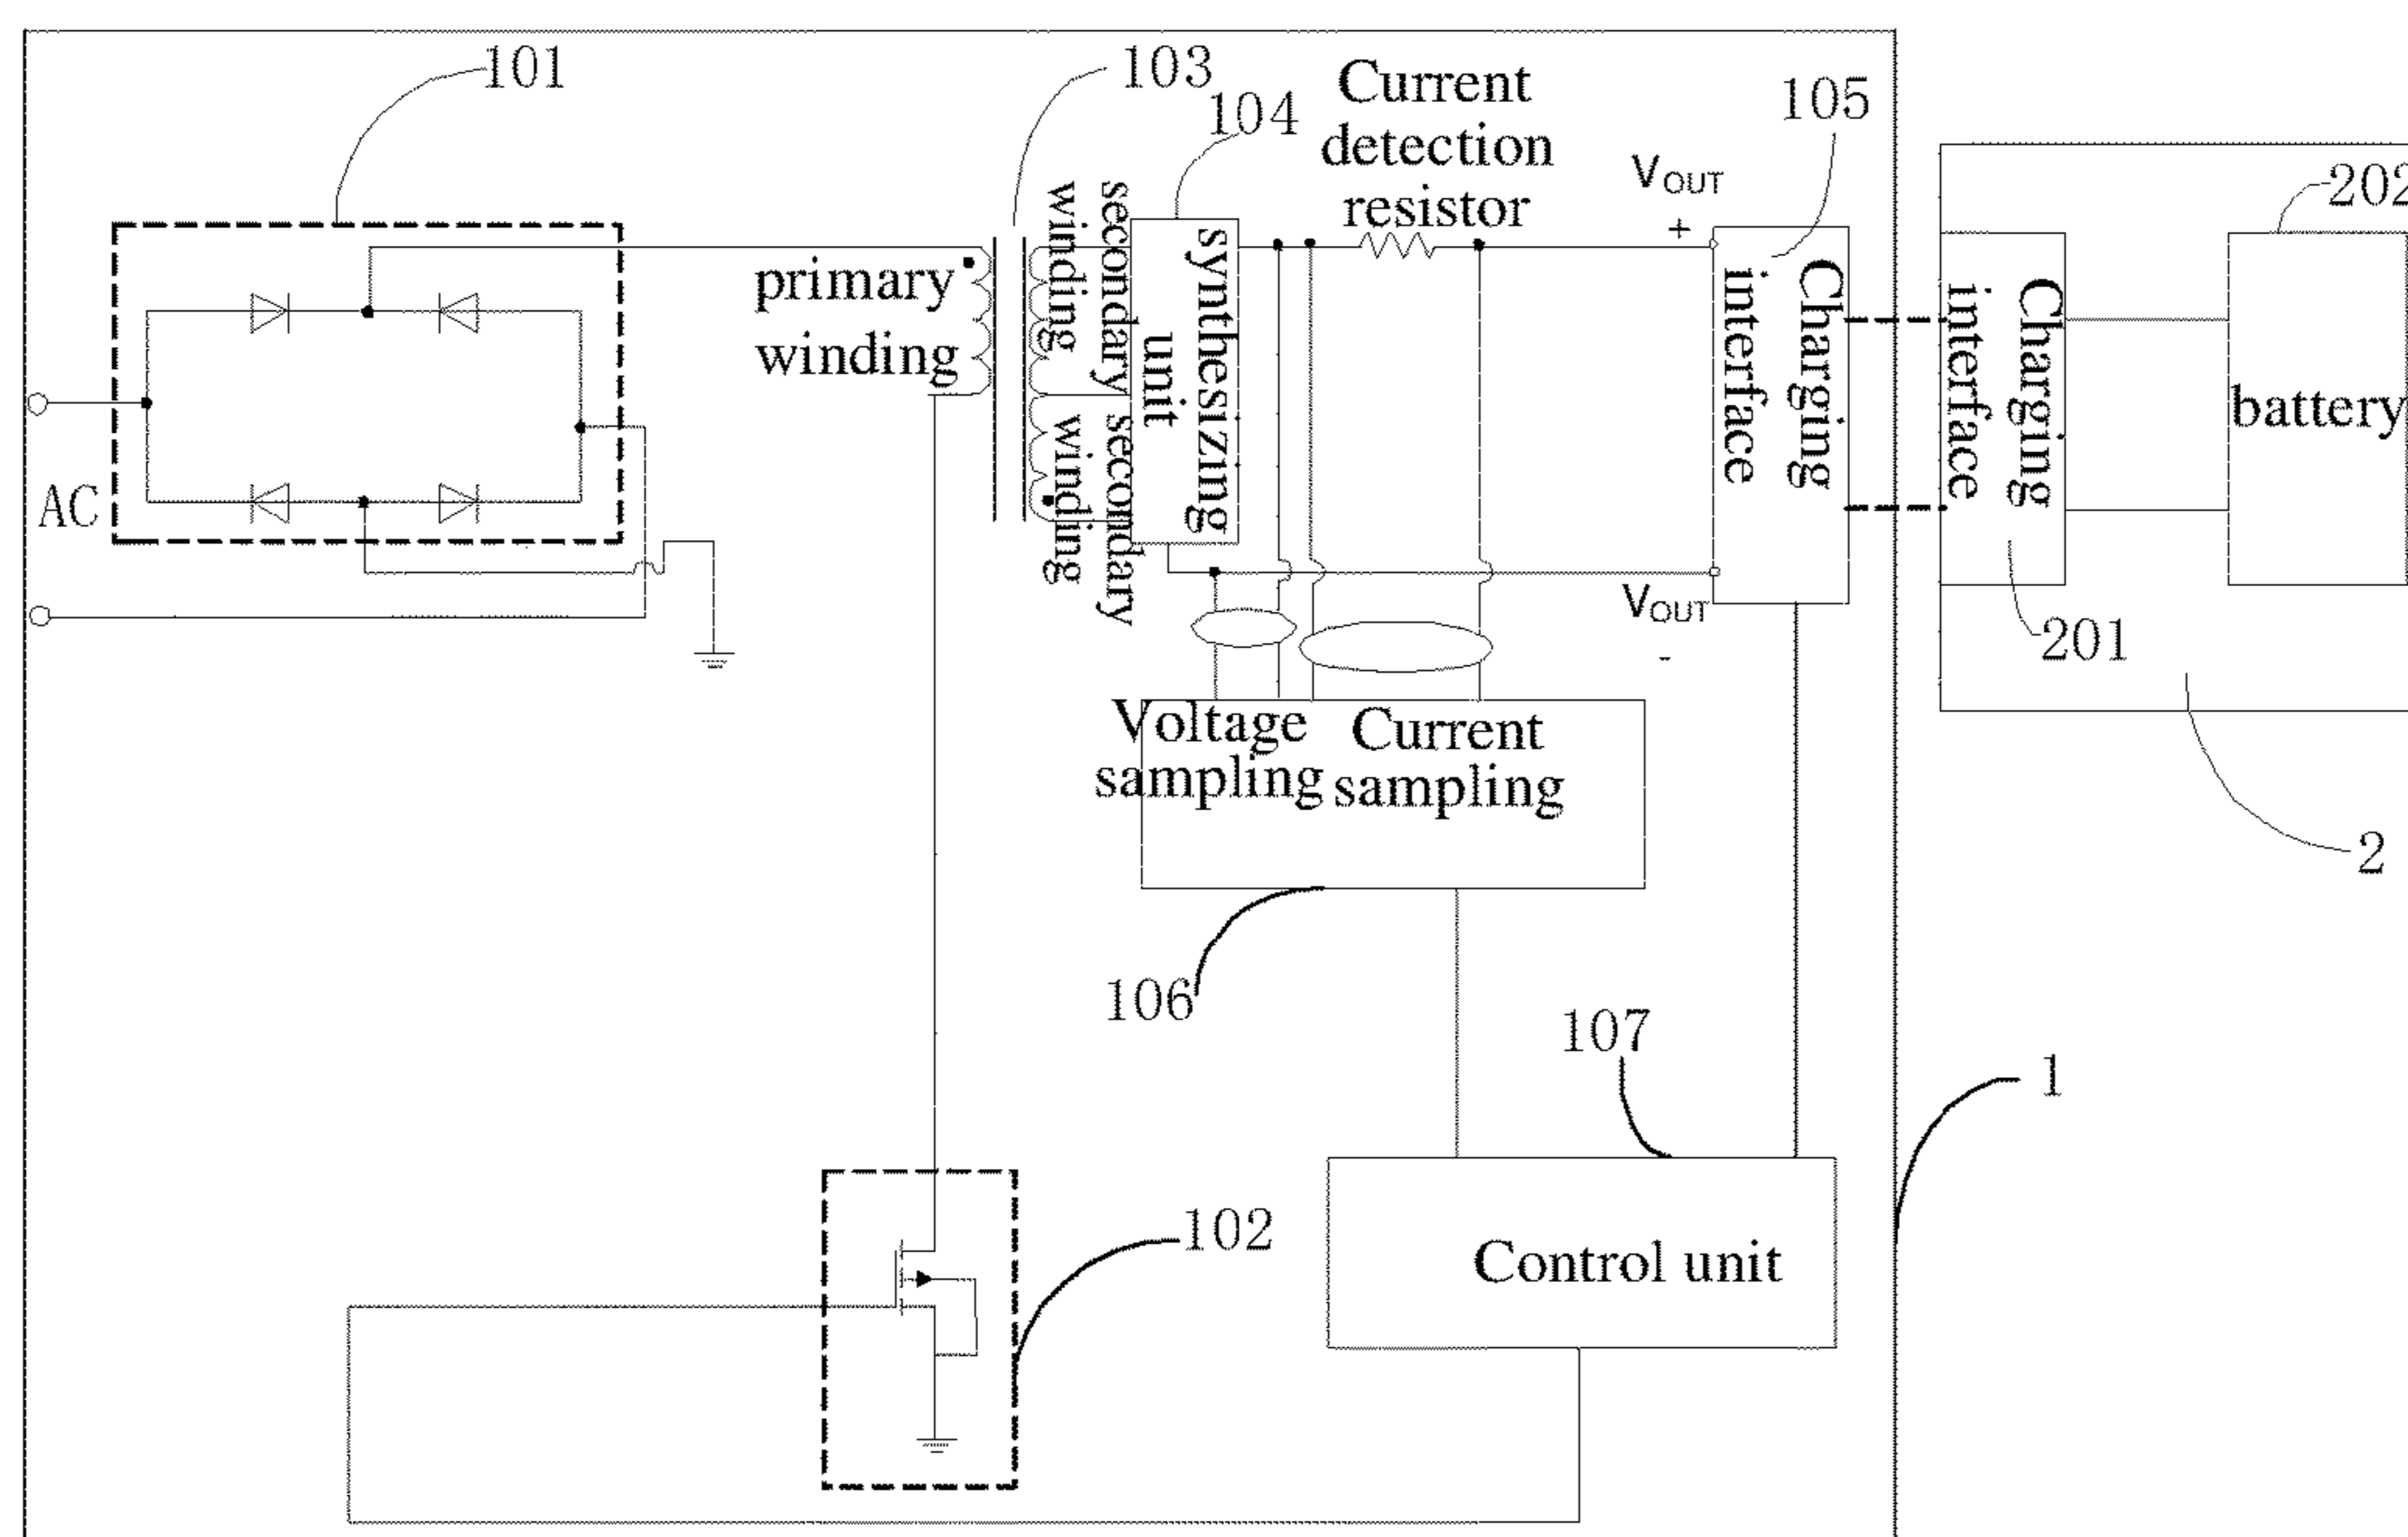 101
103
104
Current
detection
resistor
105
VOUT
+
202
primary
winding
secondary
winding
secondary
winding
synthesizing
unit
Charging
interface
Charging
interface
battery
AC
VOUT
-
201
2
Voltage
sampling
Current
sampling
106
107
1
102
Control unit